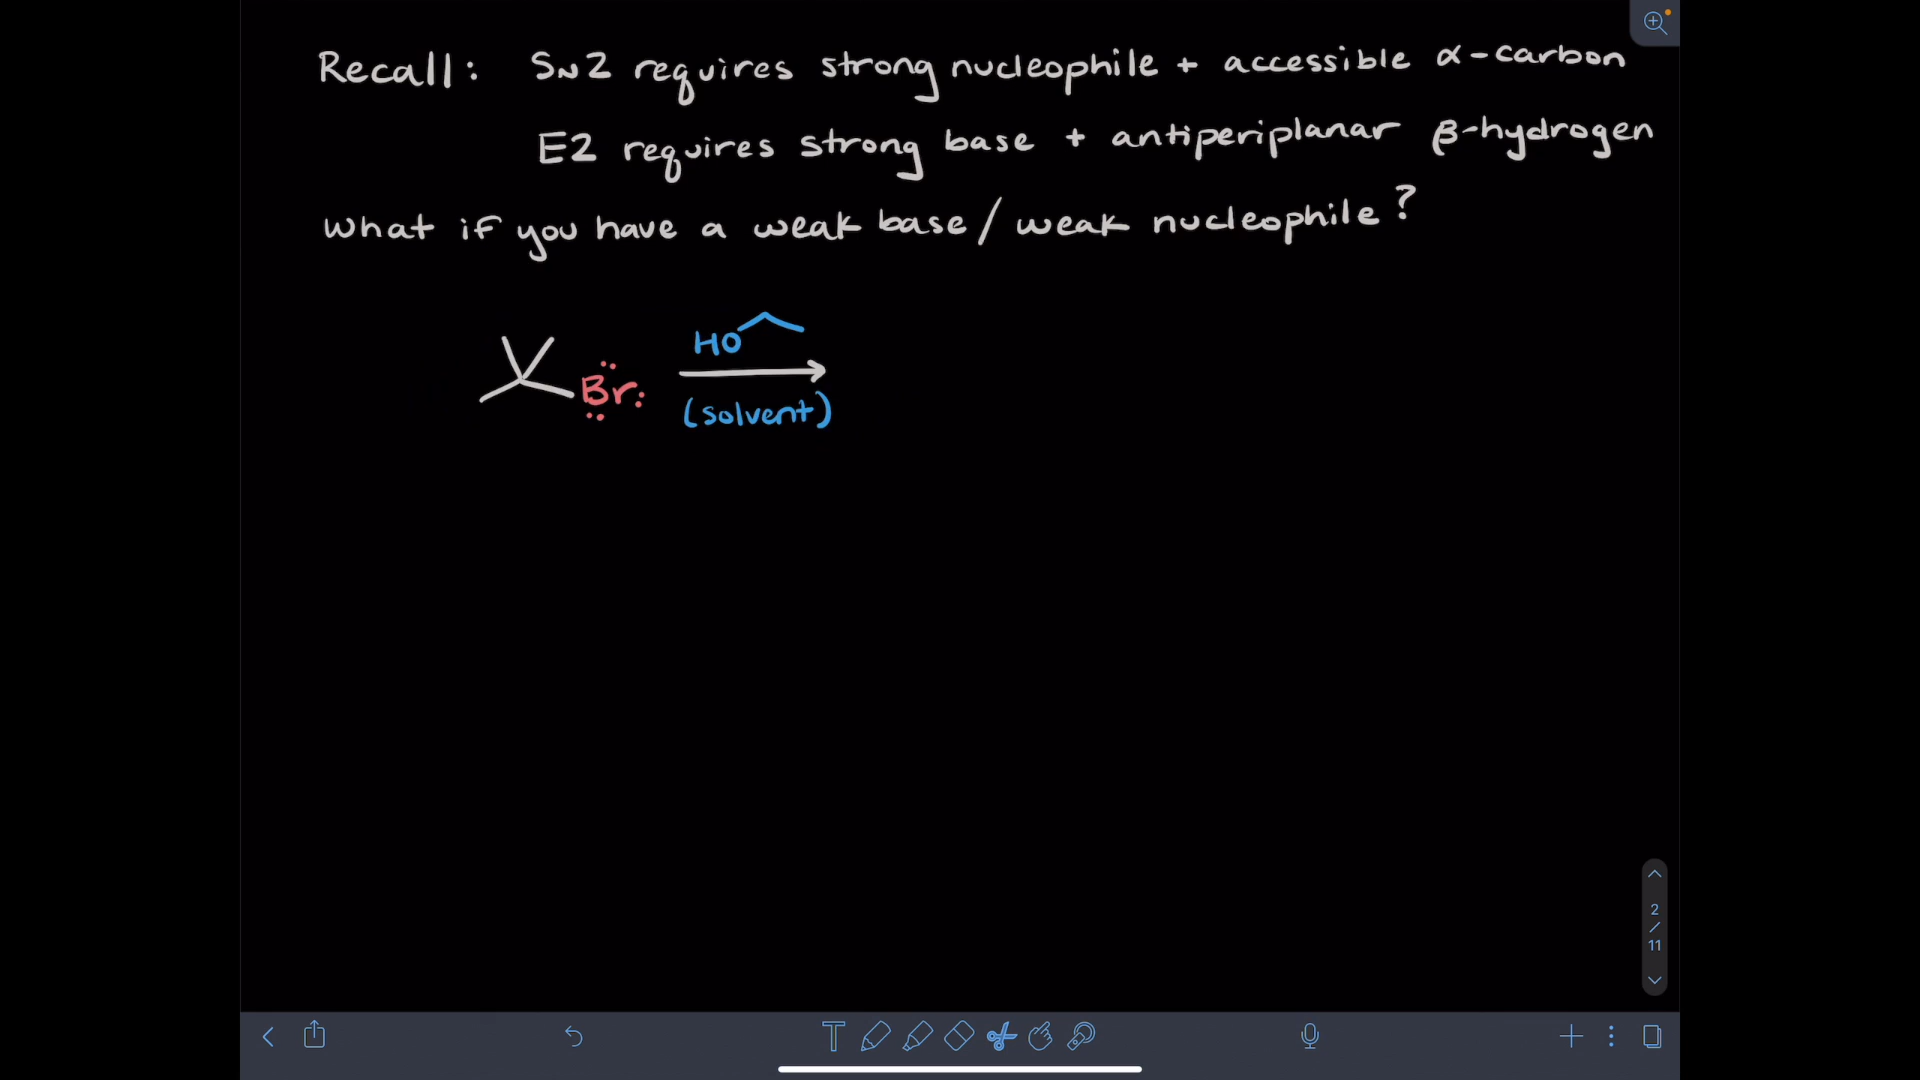 Recall: SN2 requires strong nucleophile + accessible α-carbon
E2 requires strong base + antiperiplanar β-hydrogen
What if you have a weak base/weak nucleophile?
HO
Br
(solvent)
2
/
11
T